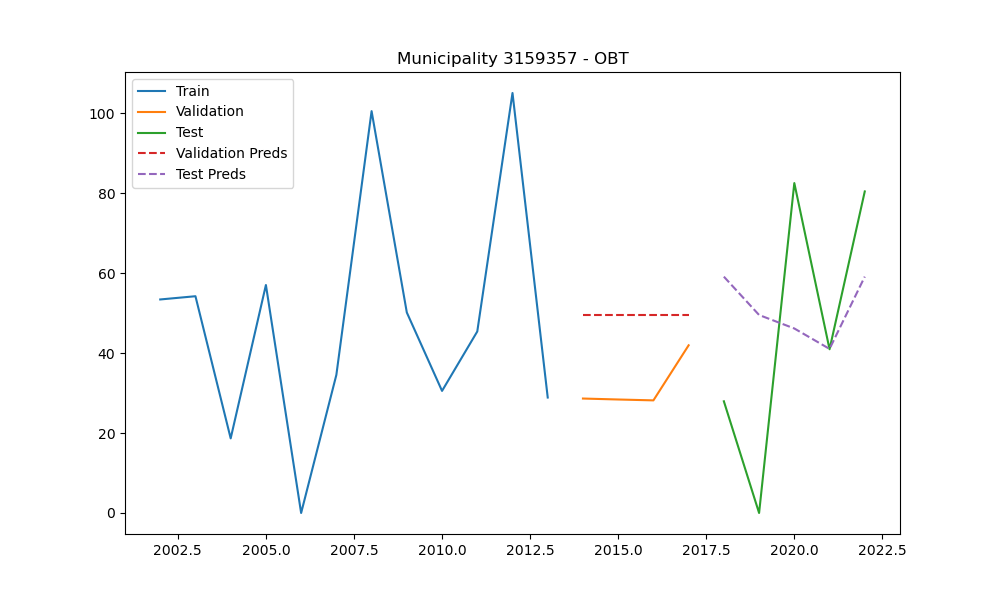 Municipality 3159357 - OBT
Train
Validation
Test
Validation Preds
Test Preds
100
80
60
40
20
0
2002.5 2005.0 2007.5 2010.0 2012.5 2015.0 2017.5 2020.0 2022.5